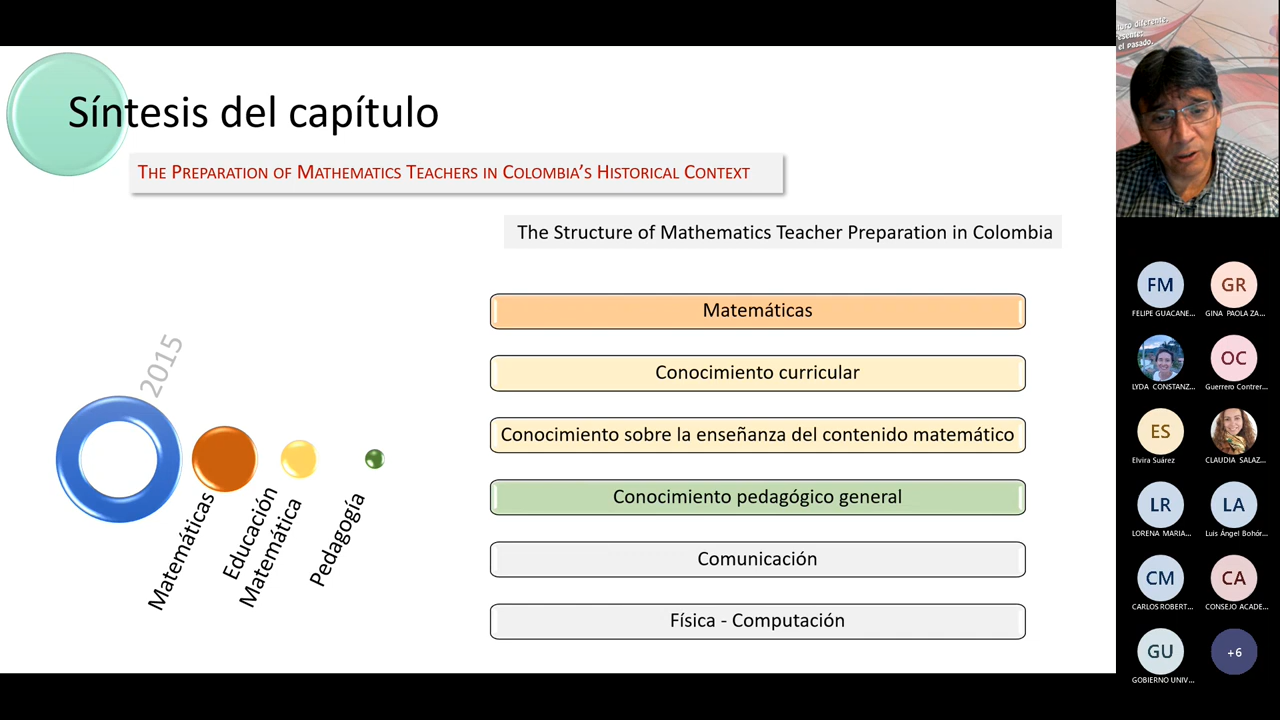 Síntesis del capítulo
THE PREPARATION OF MATHEMATICS TEACHERS IN COLOMBIA'S HISTORICAL CONTEXT
The Structure of Mathematics Teacher Preparation in Colombia
2015
Matemáticas
Educación
Matemática
Pedagogía
Matemáticas
Conocimiento curricular
Conocimiento sobre la enseñanza del contenido matemático
Conocimiento pedagógico general
Comunicación
Física - Computación
diferente.
el Pasado.
FM
FELIPE GUACANE...
GR
GINA PAOLA ZA...
LYDA CONSTANZ...
OC
Guerrero Contrer...
ES
Elvira Suárez
CLAUDIA SALAZ...
LR
LORENA MARIA...
LA
Luis Ángel Bohór...
CM
CARLOS ROBERT...
CA
CONSEJO ACADE...
GU
GOBIERNO UNIV...
+6